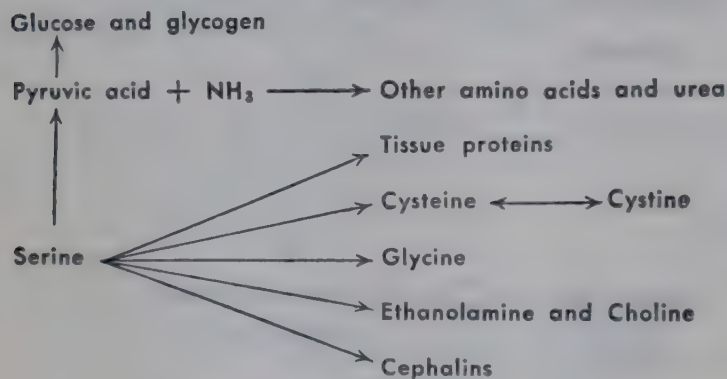 Glucose and glycogen
Pyruvic acid + NH₃ Other amino acids and urea
Tissue proteins
Cysteine Cystine
Serine Glycine
Ethanolamine and Choline
Cephalins